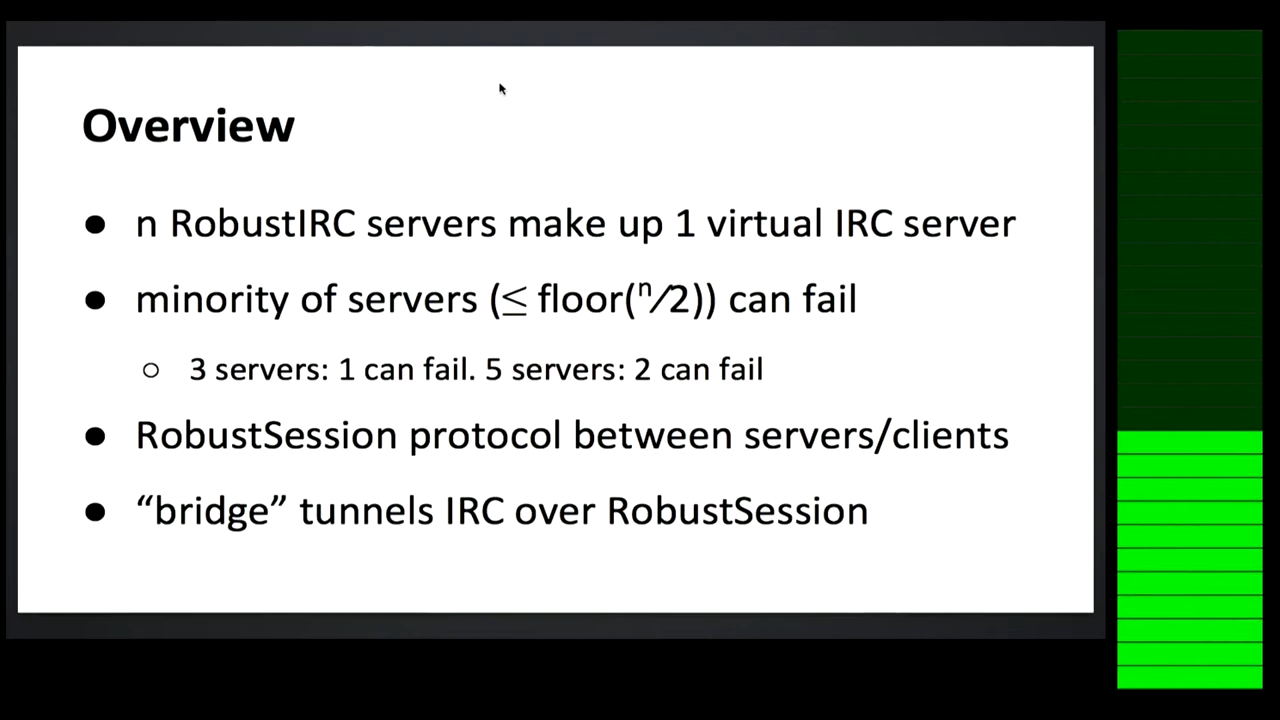 Overview
● n RobustIRC servers make up 1 virtual IRC server
● minority of servers (≤ floor(ⁿ⁄2)) can fail
○ 3 servers: 1 can fail. 5 servers: 2 can fail
● RobustSession protocol between servers/clients
● “bridge” tunnels IRC over RobustSession